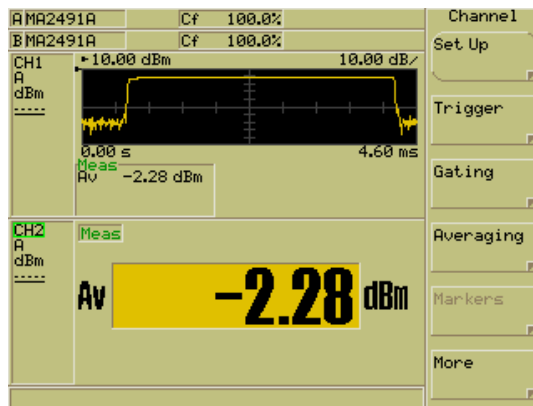 A MA2491A Cf 100.0%
B MA2491A Cf 100.0%
CH1
A
dBm
10.00 dBm 10.00 dB/
0.00 s 4.60 ms
Meas
Av -2.28 dBm
CH2
A
dBm
Meas
Av -2.28 dBm
Channel
Set Up
Trigger
Gating
Averaging
Markers
More